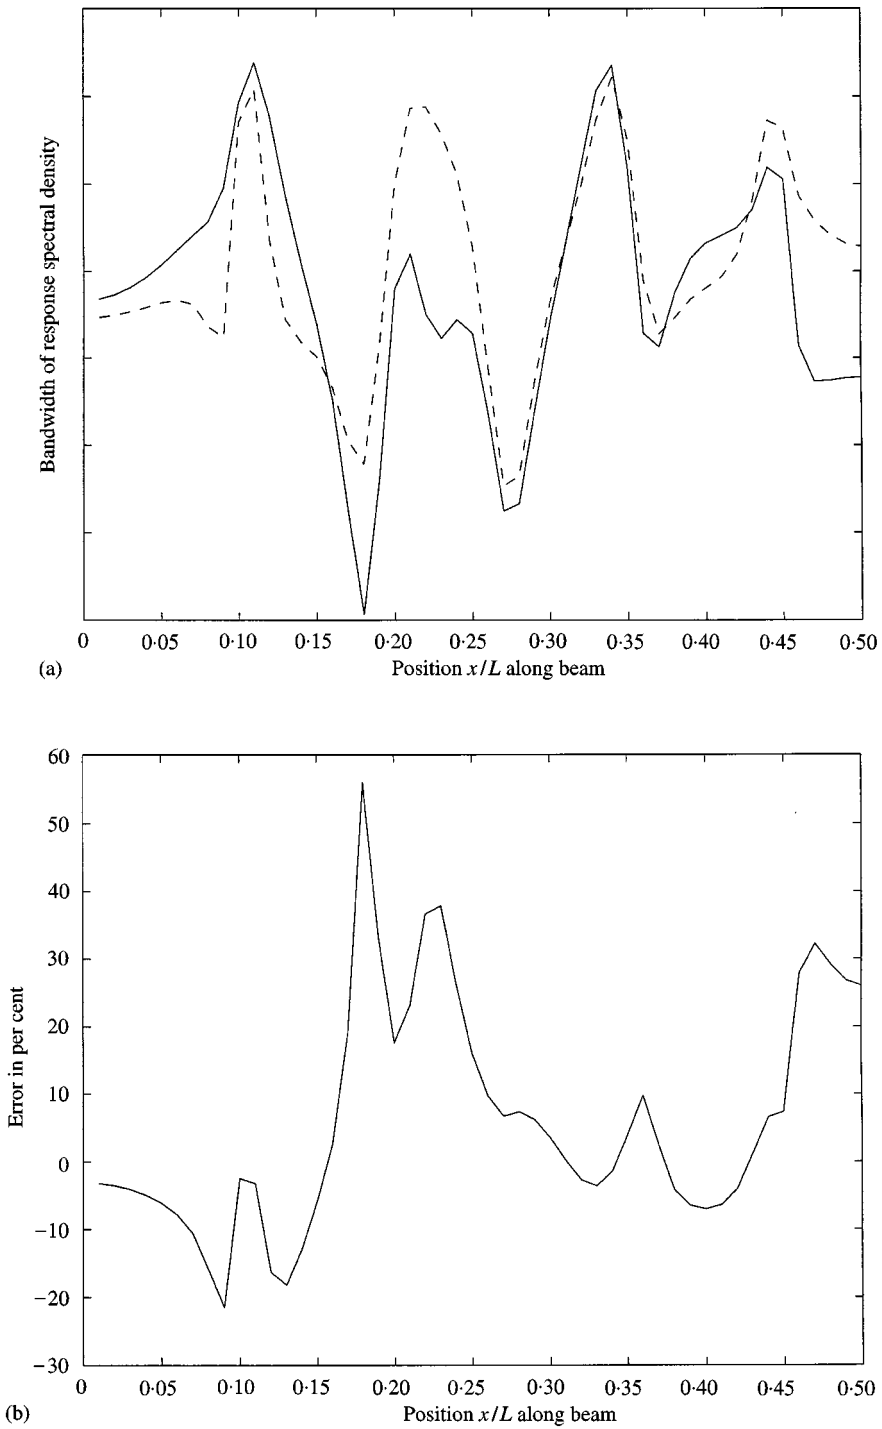 Bandwidth of response spectral density
0 0·05 0·10 0·15 0·20 0·25 0·30 0·35 0·40 0·45 0·50
(a)
Position x/L along beam
60
50
40
30
20
10
0
−10
−20
−30
Error in per cent
0 0·05 0·10 0·15 0·20 0·25 0·30 0·35 0·40 0·45 0·50
(b)
Position x/L along beam